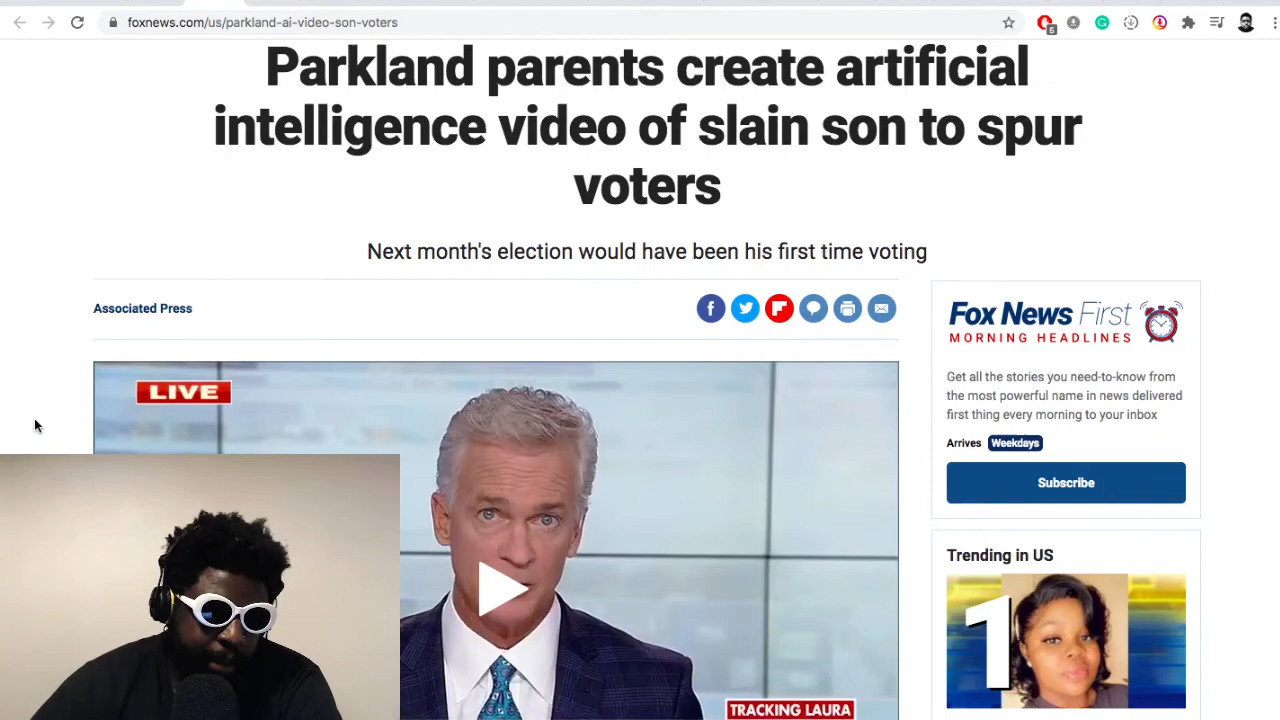 foxnews.com/us/parkland-ai-video-son-voters
5
Parkland parents create artificial
intelligence video of slain son to spur
voters
Next month's election would have been his first time voting
Associated Press
LIVE
TRACKING LAURA
Fox News First
MORNING HEADLINES
Get all the stories you need-to-know from
the most powerful name in news delivered
first thing every morning to your inbox
Arrives Weekdays
Subscribe
Trending in US
1